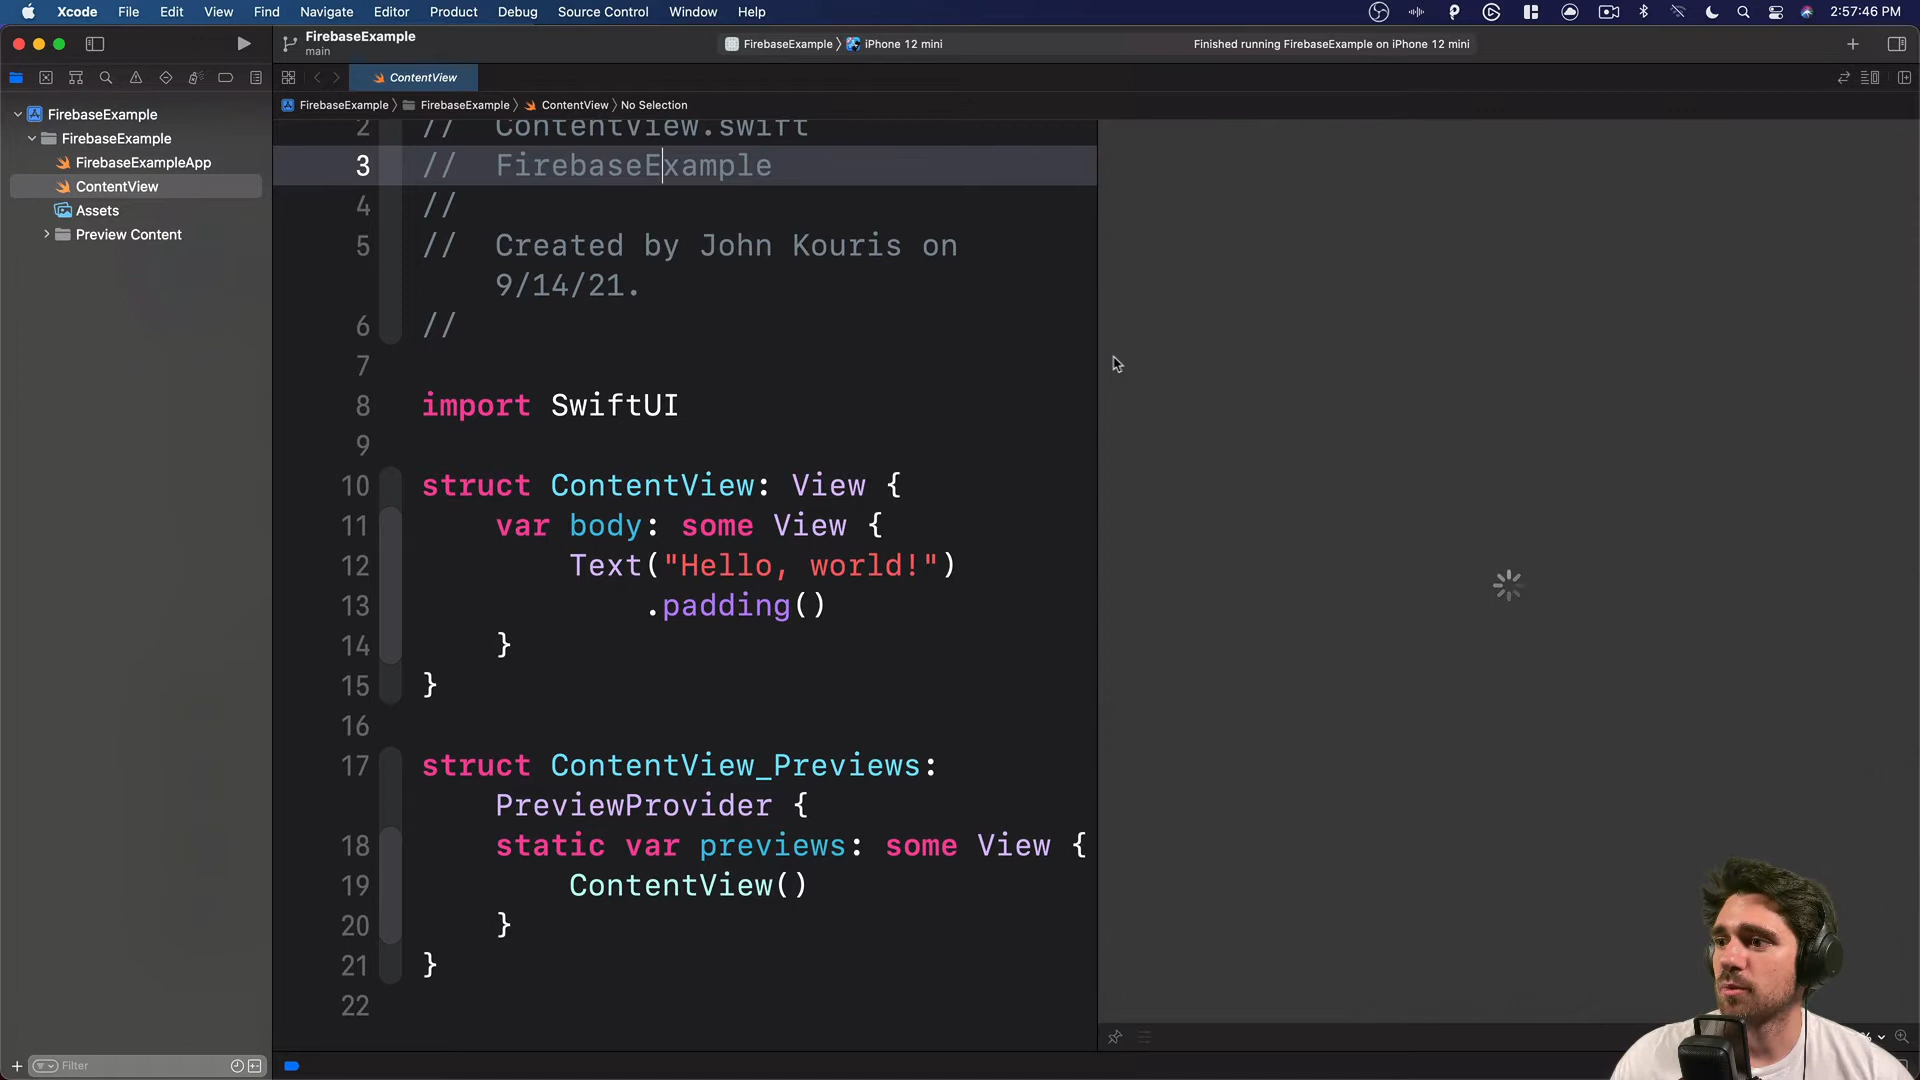 Xcode File Edit View Find Navigate Editor Product Debug Source Control Window Help 2:57:46 PM
FirebaseExample
main
FirebaseExample iPhone 12 mini
Finished running FirebaseExample on iPhone 12 mini
ContentView
FirebaseExample FirebaseExample ContentView No Selection
FirebaseExample
FirebaseExample
FirebaseExampleApp
ContentView
Assets
Preview Content
Filter
2 // ContentView.swift
3 // FirebaseExample
4 //
5 // Created by John Kouris on
9/14/21.
6 //
7
8 import SwiftUI
9
10 struct ContentView: View {
11 var body: some View {
12 Text("Hello, world!")
13 .padding()
14 }
15 }
16
17 struct ContentView_Previews:
PreviewProvider {
18 static var previews: some View {
19 ContentView()
20 }
21 }
22